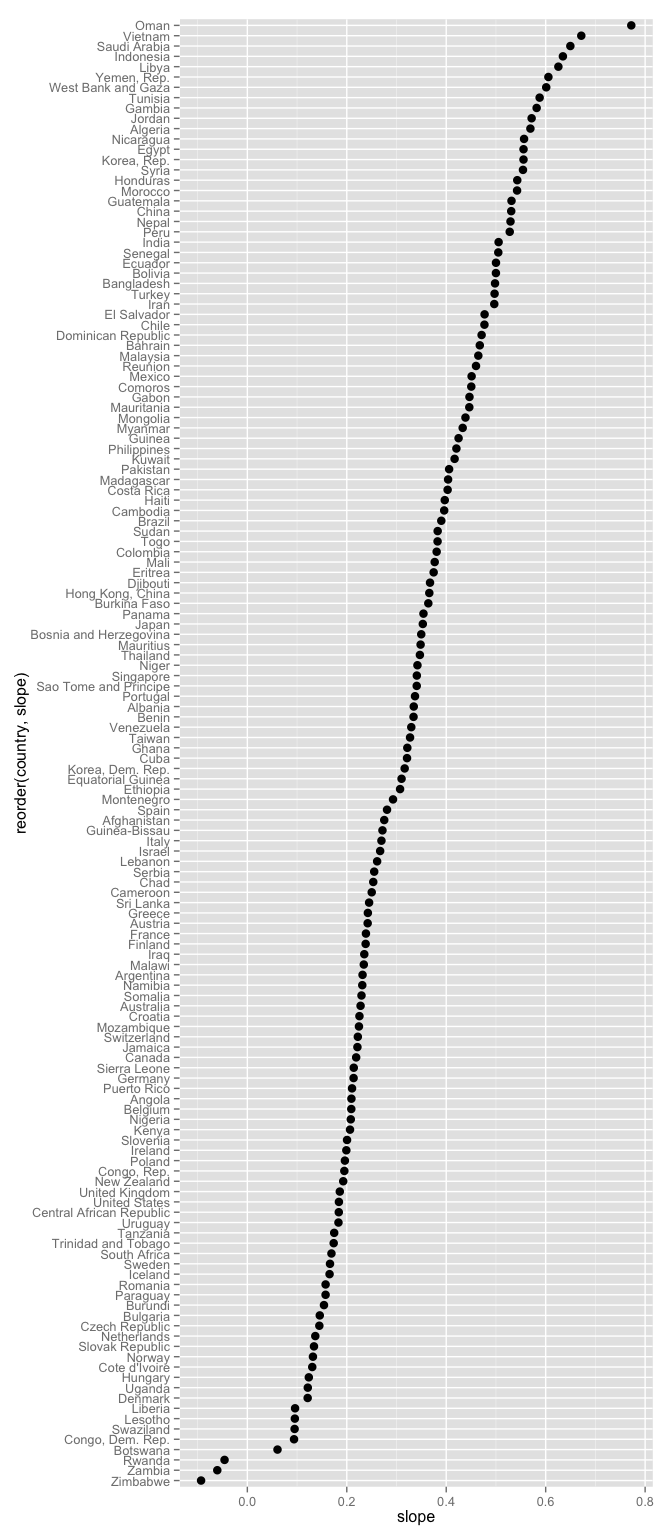 Oman
Vietnam
Saudi Arabia
Indonesia
Libya
Yemen, Rep.
West Bank and Gaza
Tunisia
Gambia
Jordan
Algeria
Nicaragua
Egypt
Korea, Rep.
Syria
Honduras
Morocco
Guatemala
China
Nepal
Peru
India
Senegal
Ecuador
Bolivia
Bangladesh
Turkey
Iran
El Salvador
Chile
Dominican Republic
Bahrain
Malaysia
Reunion
Mexico
Comoros
Gabon
Mauritania
Mongolia
Myanmar
Guinea
Philippines
Kuwait
Pakistan
Madagascar
Costa Rica
Haiti
Cambodia
Brazil
Sudan
Togo
Colombia
Mali
Eritrea
Djibouti
Hong Kong, China
Burkina Faso
Panama
Japan
Bosnia and Herzegovina
Mauritius
Thailand
Niger
Singapore
Sao Tome and Principe
Portugal
Albania
Benin
Venezuela
Taiwan
Ghana
Cuba
Korea, Dem. Rep.
Equatorial Guinea
Ethiopia
Montenegro
Spain
Afghanistan
Guinea-Bissau
Italy
Israel
Lebanon
Serbia
Chad
Cameroon
Sri Lanka
Greece
Austria
France
Finland
Iraq
Malawi
Argentina
Namibia
Somalia
Australia
Croatia
Mozambique
Switzerland
Jamaica
Canada
Sierra Leone
Germany
Puerto Rico
Angola
Belgium
Nigeria
Kenya
Slovenia
Ireland
Poland
Congo, Rep.
New Zealand
United Kingdom
United States
Central African Republic
Uruguay
Tanzania
Trinidad and Tobago
South Africa
Sweden
Iceland
Romania
Paraguay
Burundi
Bulgaria
Czech Republic
Netherlands
Slovak Republic
Norway
Cote d'Ivoire
Hungary
Uganda
Denmark
Liberia
Lesotho
Swaziland
Congo, Dem. Rep.
Botswana
Rwanda
Zambia
Zimbabwe
reorder(country, slope)
0.0 0.2 0.4 0.6 0.8
slope